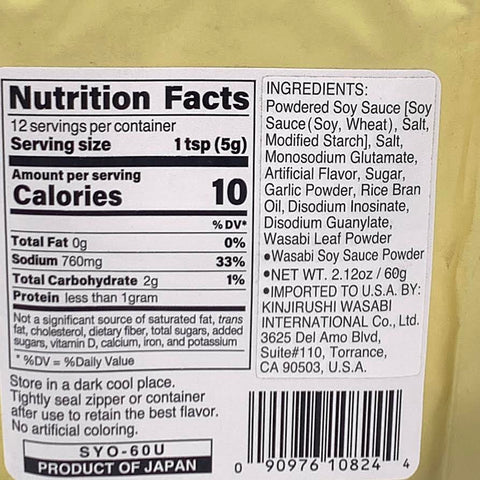 Nutrition Facts
12 servings per container
Serving size 1 tsp (5g)
Amount per serving
Calories 10
% DV*
Total Fat 0g 0%
Sodium 760mg 33%
Total Carbohydrate 2g 1%
Protein less than 1gram
Not a significant source of saturated fat, trans
fat, cholesterol, dietary fiber, total sugars, added
sugars, vitamin D, calcium, iron, and potassium
* %DV = %Daily Value
Store in a dark cool place.
Tightly seal zipper or container
after use to retain the best flavor.
No artificial coloring.
SYO-60U
PRODUCT OF JAPAN
INGREDIENTS:
Powdered Soy Sauce [Soy
Sauce (Soy, Wheat), Salt,
Modified Starch], Salt,
Monosodium Glutamate,
Artificial Flavor, Sugar,
Garlic Powder, Rice Bran
Oil, Disodium Inosinate,
Disodium Guanylate,
Wasabi Leaf Powder
●Wasabi Soy Sauce Powder
●NET WT. 2.12oz / 60g
●IMPORTED TO U.S.A. BY:
KINJIRUSHI WASABI
INTERNATIONAL Co., Ltd.
3625 Del Amo Blvd,
Suite#110, Torrance,
CA 90503, U.S.A.
0 90976 10824 4